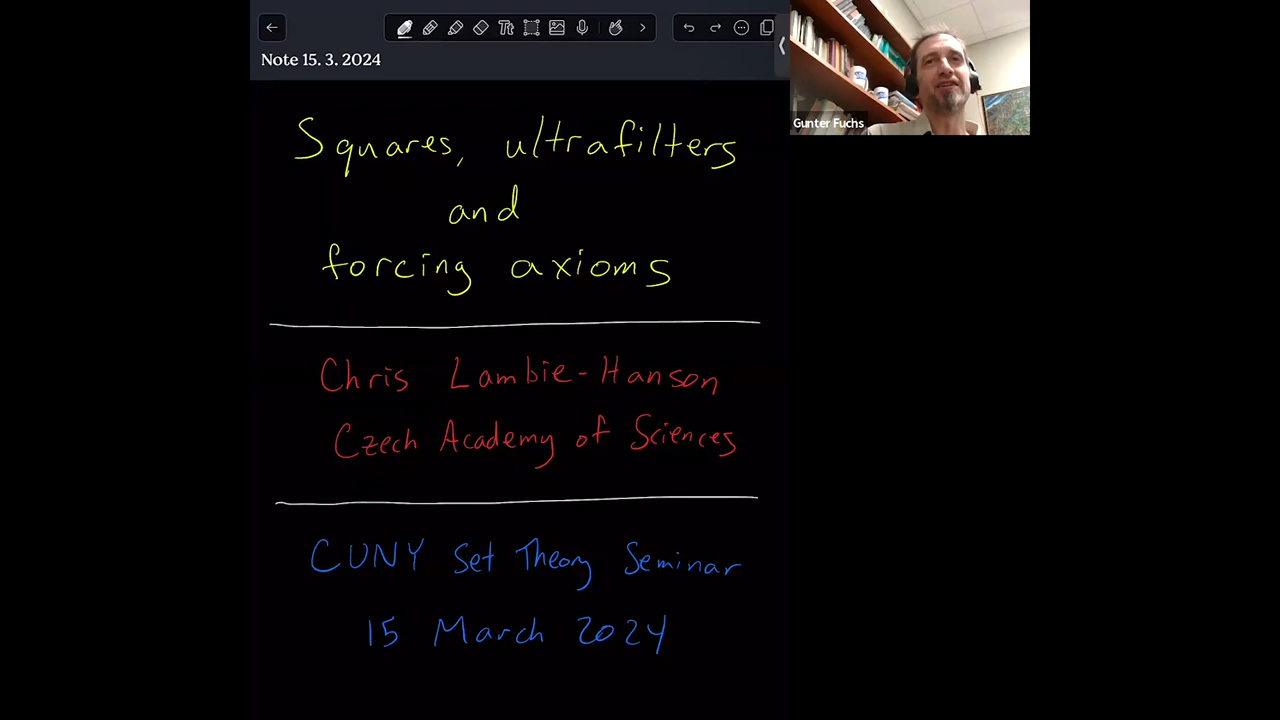 Note 15. 3. 2024
Squares, ultrafilters
and
forcing axioms
Chris Lambie-Hanson
Czech Academy of Sciences
CUNY Set Theory Seminar
15 March 2024
Gunter Fuchs